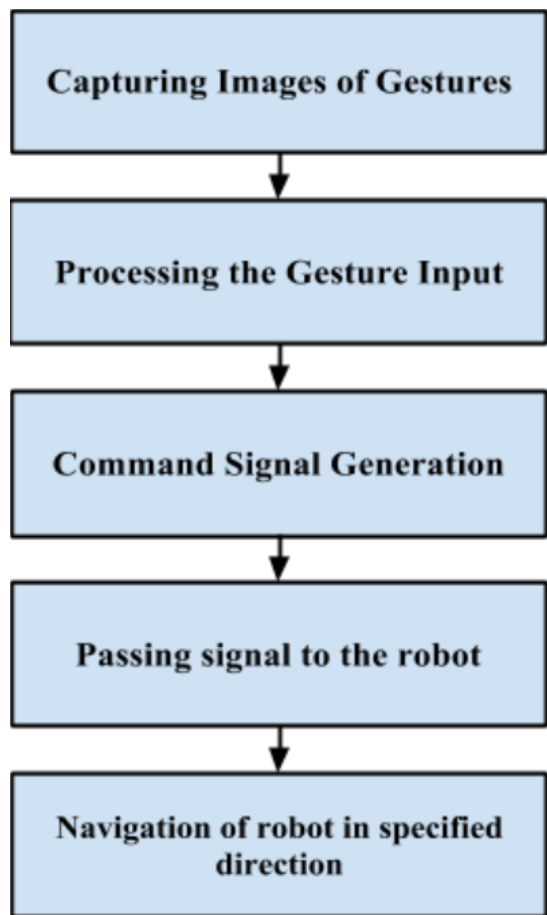 Capturing Images of Gestures
Processing the Gesture Input
Command Signal Generation
Passing signal to the robot
Navigation of robot in specified
direction